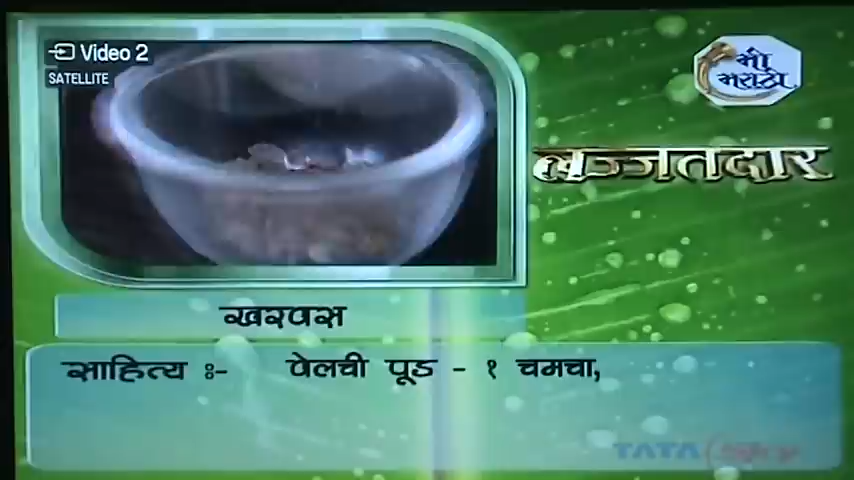 Video 2
SATELLITE
मी
मराठी
लज्जतदार
खरवस
साहित्य :- वेलची पूड - १ चमचा,
TATA